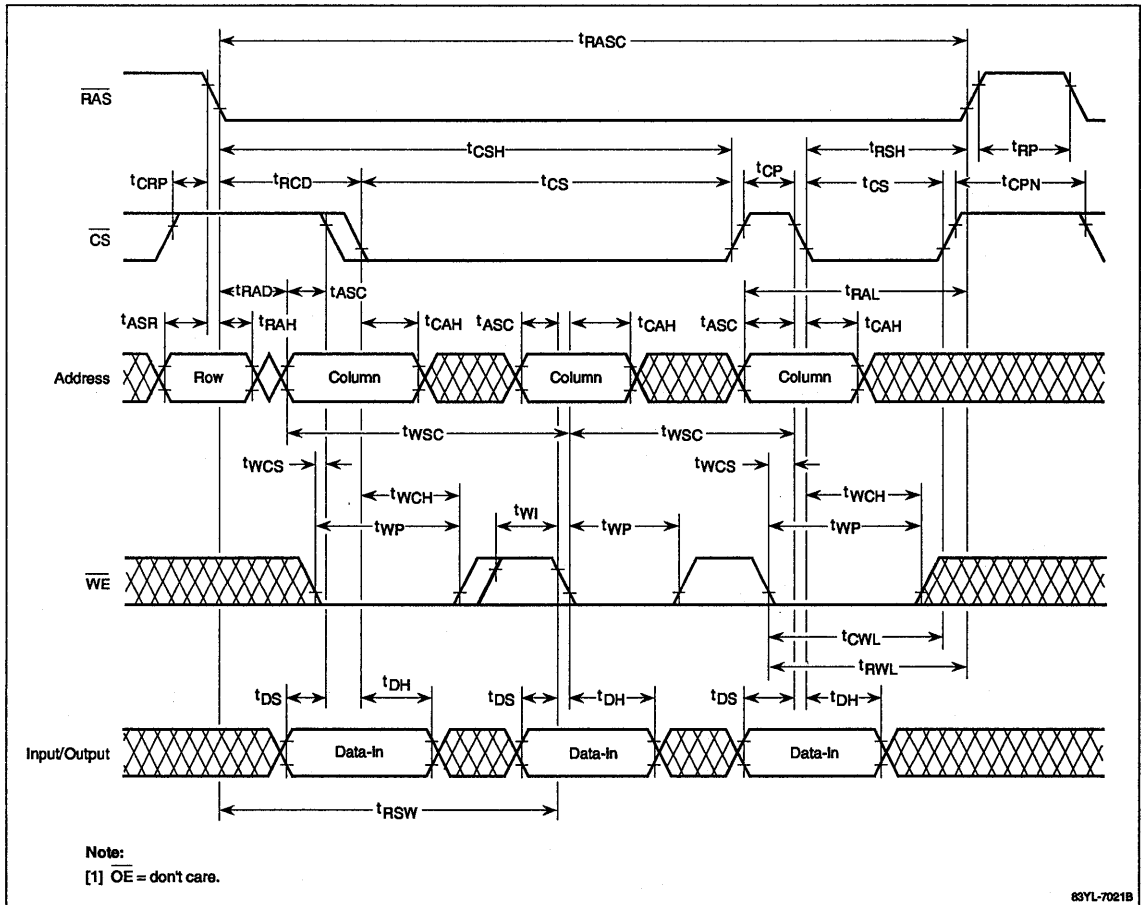 tRASC
RAS
tCSH tRSH tRP
tCRP tRCD tCS tCP tCS tCPN
CS
tRAD tASC tRAL
tASR tRAH tCAH tASC tCAH tASC tCAH
Address Row Column Column Column
tWSC tWSC
tWCS tWCS
tWCH tWI tWCH
tWP tWP tWP
WE
tCWL
tRWL
tDS tDH tDS tDH tDS tDH
Input/Output Data-In Data-In Data-In
tRSW
Note:
[1] OE = don't care.
83YL-7021B